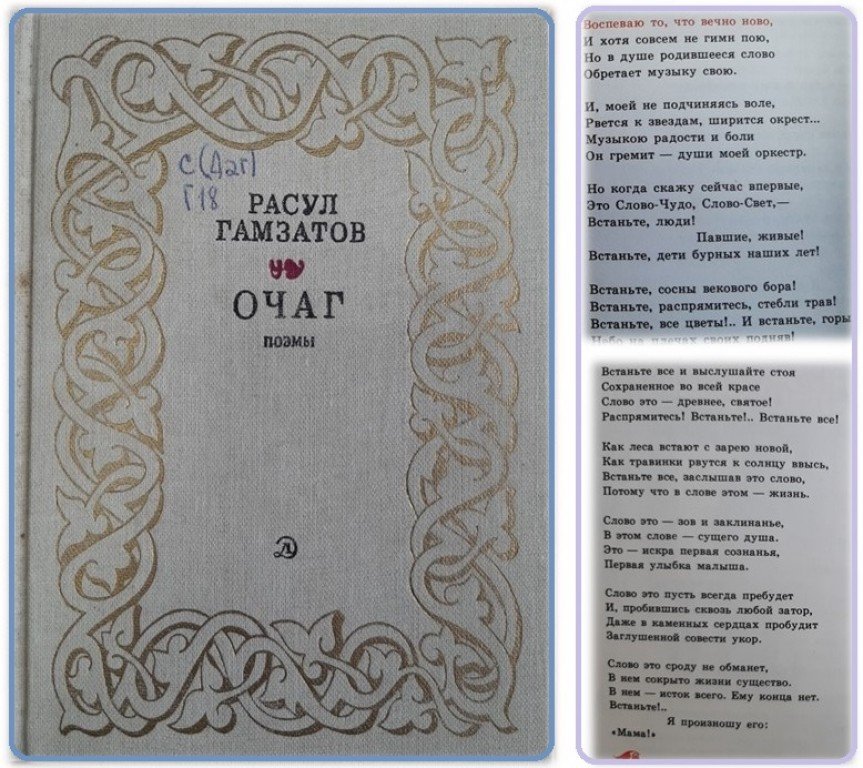 С(Даг)
Г18
РАСУЛ
ГАМЗАТОВ
ОЧАГ
ПОЭМЫ
Воспеваю то, что вечно ново,
И хотя совсем не гимн пою,
Но в душе родившееся слово
Обретает музыку свою.
И, моей не подчиняясь воле,
Рвется к звездам, ширится окрест...
Музыкою радости и боли
Он гремит — души моей оркестр.
Но когда скажу сейчас впервые,
Это Слово-Чудо, Слово-Свет,—
Встаньте, люди!
Павшие, живые!
Встаньте, дети бурных наших лет!
Встаньте, сосны векового бора!
Встаньте, распрямитесь, стебли трав!
Встаньте, все цветы!.. И встаньте, горы
Небо на плечах своих подняв!
Встаньте все и выслушайте стоя
Сохраненное во всей красе
Слово это — древнее, святое!
Распрямитесь! Встаньте!.. Встаньте все!
Как леса встают с зарею новой,
Как травинки рвутся к солнцу ввысь,
Встаньте все, заслышав это слово,
Потому что в слове этом — жизнь.
Слово это — зов и заклинанье,
В этом слове — сущего душа.
Это — искра первая сознанья,
Первая улыбка малыша.
Слово это пусть всегда пребудет
И, пробившись сквозь любой затор,
Даже в каменных сердцах пробудит
Заглушенной совести укор.
Слово это сроду не обманет,
В нем сокрыто жизни существо.
В нем — исток всего. Ему конца нет.
Встаньте!..
Я произношу его:
«Мама!»